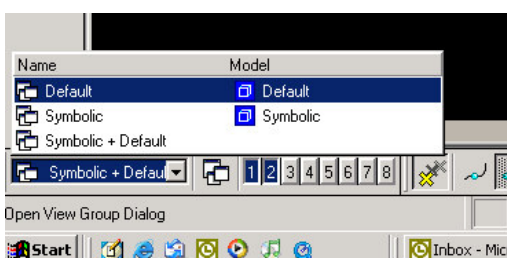 Name Model
Default Default
Symbolic Symbolic
Symbolic + Default
Symbolic + Defaul 1 2 3 4 5 6 7 8
Open View Group Dialog
Start Inbox - Mic